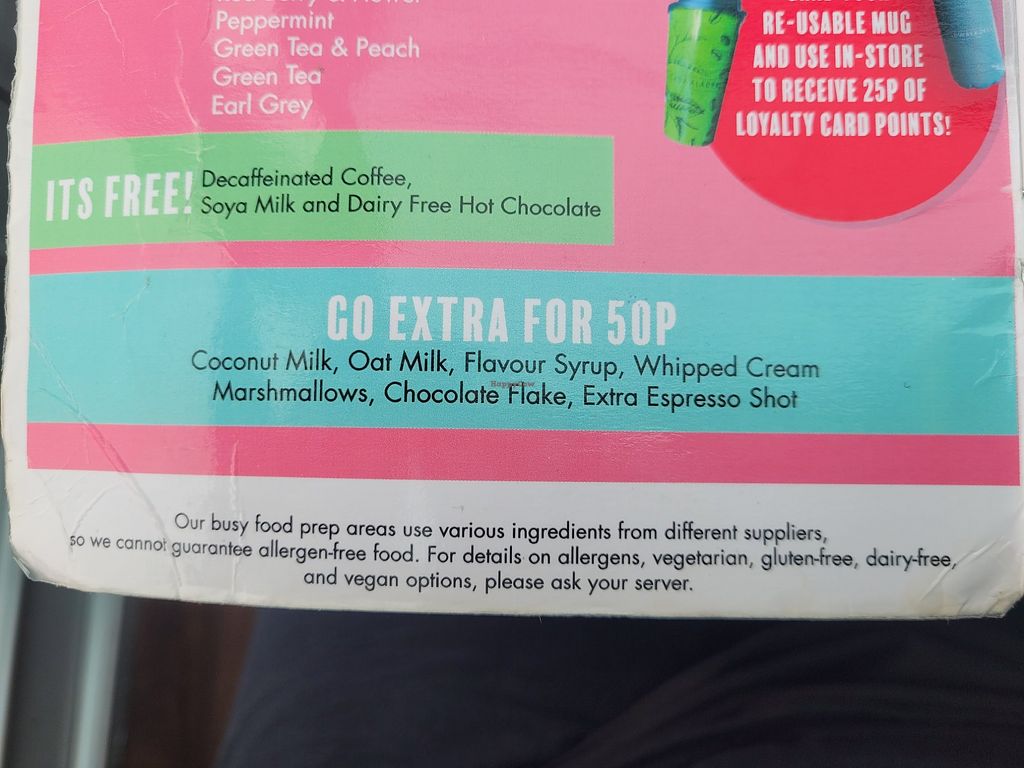 Peppermint
Green Tea & Peach
Green Tea
Earl Grey
RE-USABLE MUG
AND USE IN-STORE
TO RECEIVE 25P OF
LOYALTY CARD POINTS!
ITS FREE!
Decaffeinated Coffee,
Soya Milk and Dairy Free Hot Chocolate
GO EXTRA FOR 50P
Coconut Milk, Oat Milk, Flavour Syrup, Whipped Cream
Marshmallows, Chocolate Flake, Extra Espresso Shot
HappyCow
Our busy food prep areas use various ingredients from different suppliers,
so we cannot guarantee allergen-free food. For details on allergens, vegetarian, gluten-free, dairy-free,
and vegan options, please ask your server.